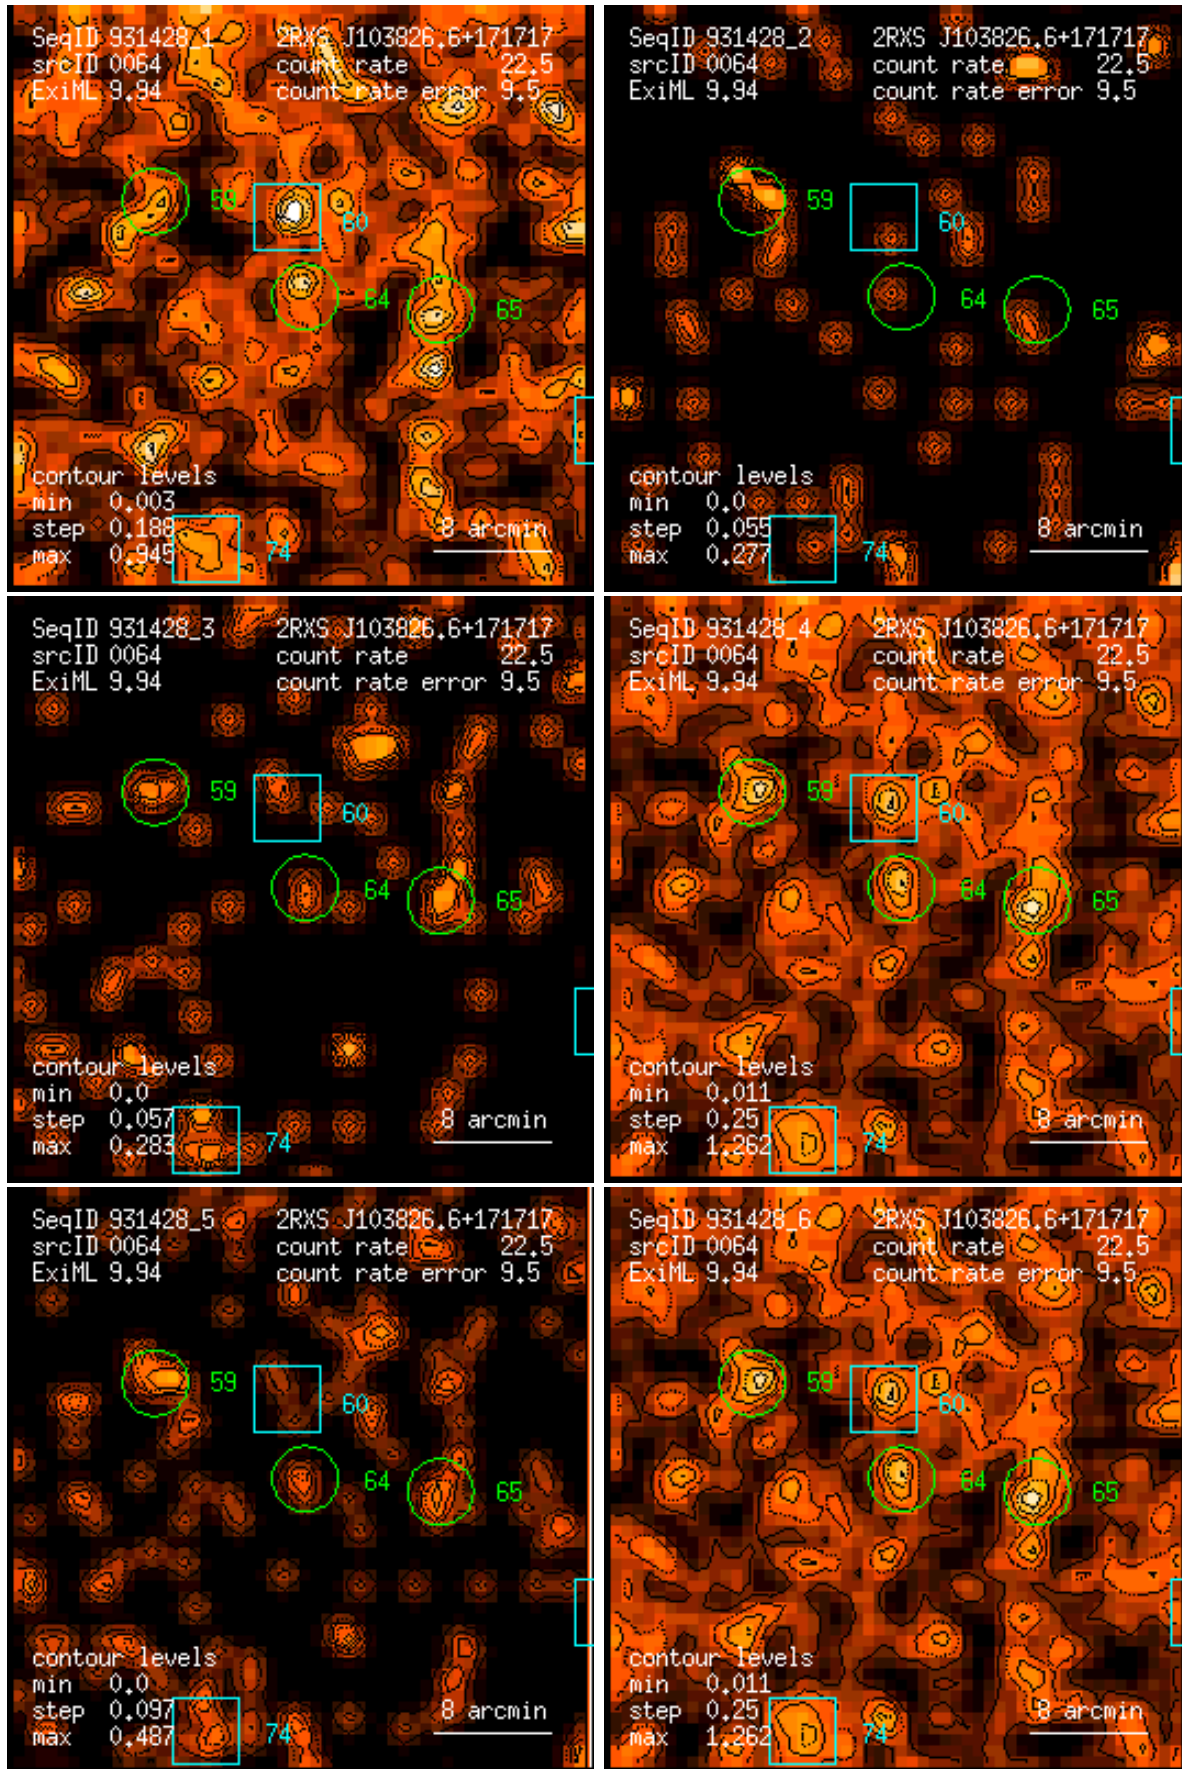 SeqID 931428_1 2RXS J103826.6+171717
srcID 0064 count rate 22.5
ExiML 9.94 count rate error 9.5
59
60
64
65
contour levels
min 0.003
step 0.188 8 arcmin
max 0.945 74
SeqID 931428_2 2RXS J103826.6+171717
srcID 0064 count rate 22.5
ExiML 9.94 count rate error 9.5
59
60
64
65
contour levels
min 0.0
step 0.055 8 arcmin
max 0.277 74
SeqID 931428_3 2RXS J103826.6+171717
srcID 0064 count rate 22.5
ExiML 9.94 count rate error 9.5
59
60
64
65
contour levels
min 0.0
step 0.057 8 arcmin
max 0.283 74
SeqID 931428_4 2RXS J103826.6+171717
srcID 0064 count rate 22.5
ExiML 9.94 count rate error 9.5
59
60
64
65
contour levels
min 0.011
step 0.25 8 arcmin
max 1.262 74
SeqID 931428_5 2RXS J103826.6+171717
srcID 0064 count rate 22.5
ExiML 9.94 count rate error 9.5
59
60
64
65
contour levels
min 0.0
step 0.097 8 arcmin
max 0.487 74
SeqID 931428_6 2RXS J103826.6+171717
srcID 0064 count rate 22.5
ExiML 9.94 count rate error 9.5
59
60
64
65
contour levels
min 0.011
step 0.25 8 arcmin
max 1.262 74